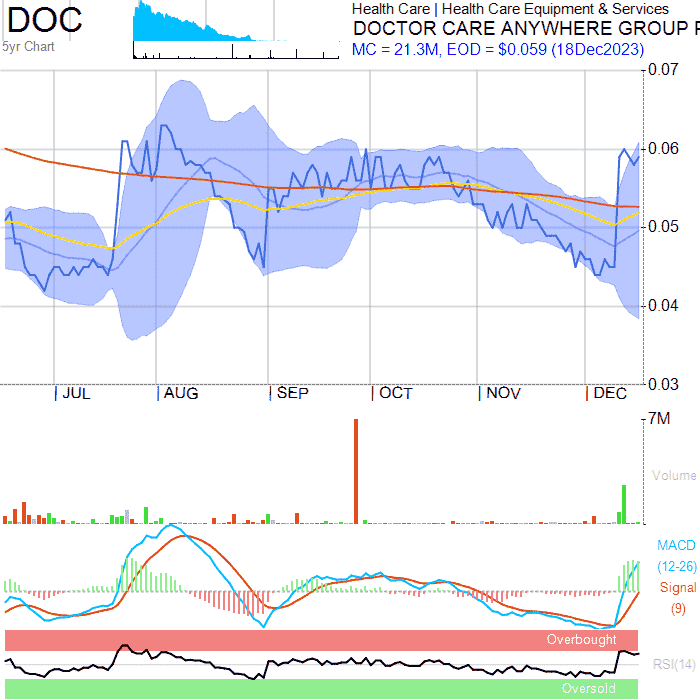 DOC
5yr Chart
Health Care | Health Care Equipment & Services
DOCTOR CARE ANYWHERE GROUP
MC = 21.3M, EOD = $0.059 (18Dec2023)
0.07
0.06
0.05
0.04
0.03
JUL AUG SEP OCT NOV DEC
7M
Volume
MACD
(12-26)
Signal
(9)
Overbought
RSI(14)
Oversold